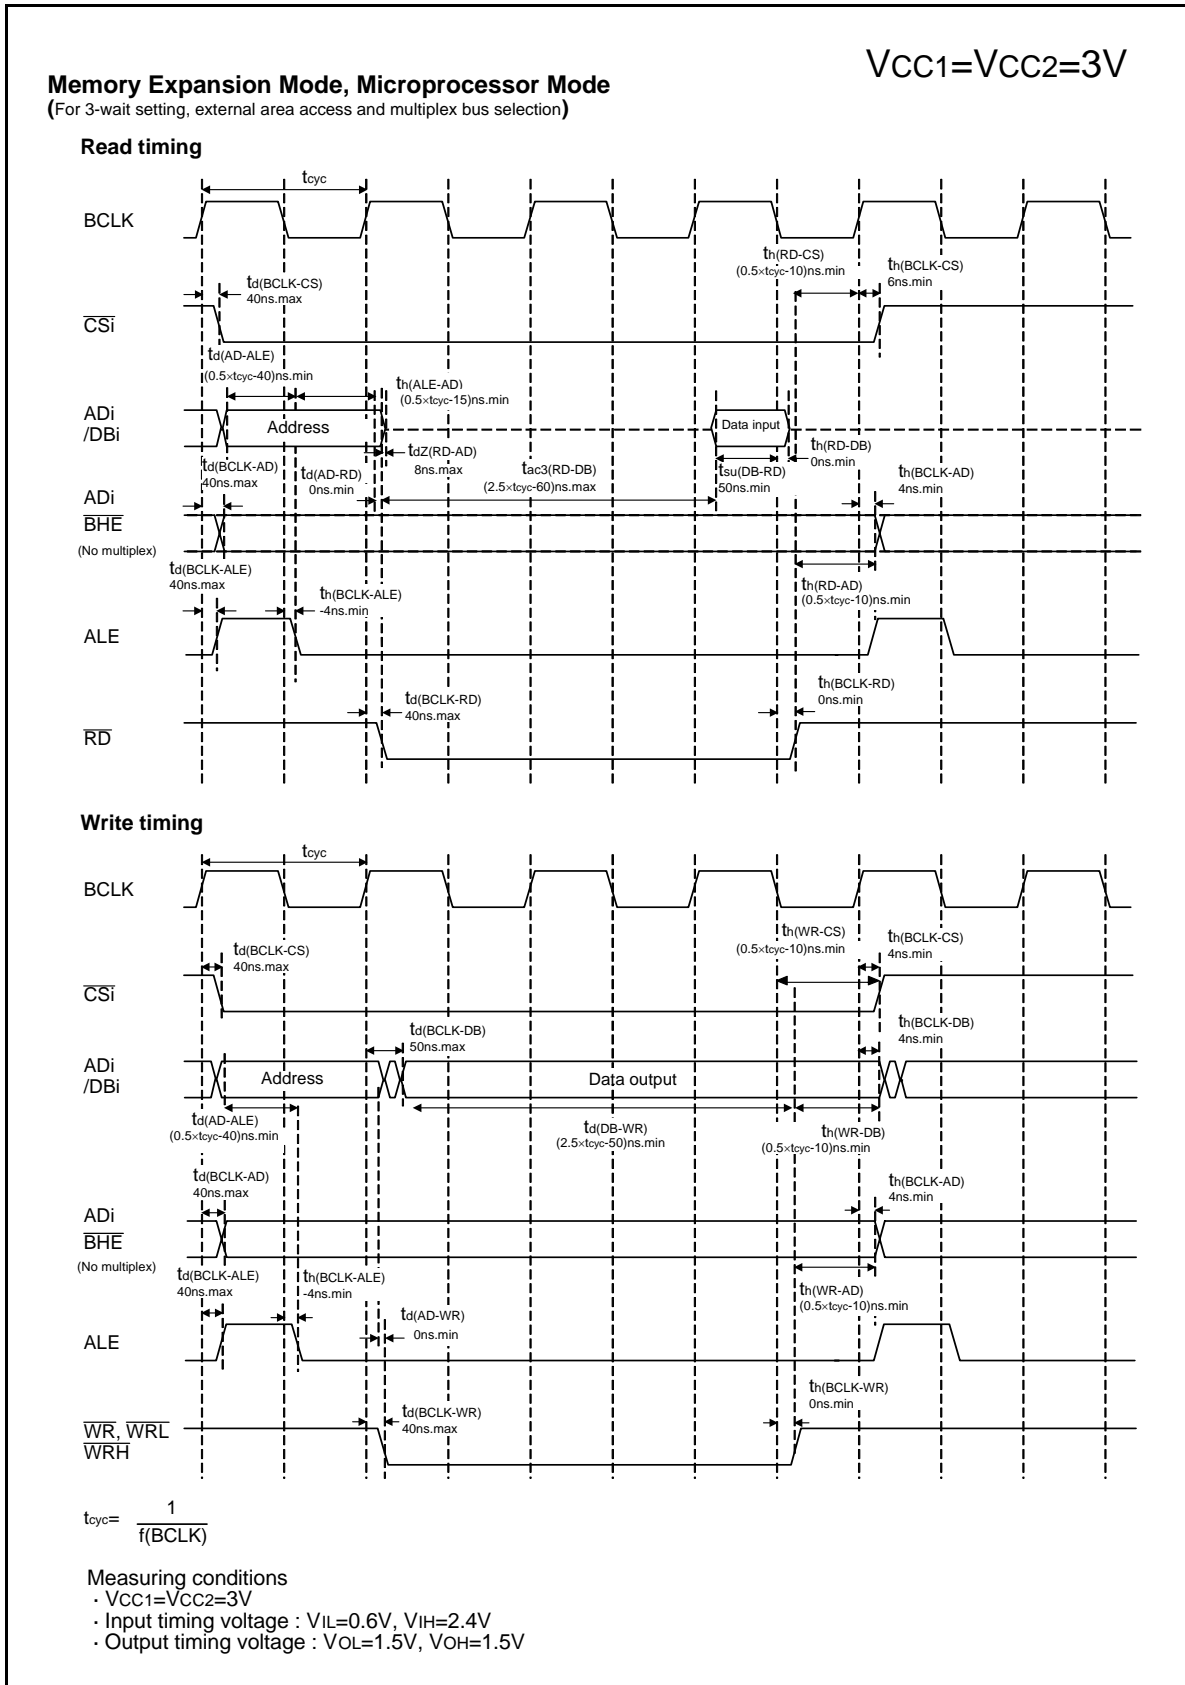 VCC1=VCC2=3V
Memory Expansion Mode, Microprocessor Mode
(For 3-wait setting, external area access and multiplex bus selection)
Read timing
tcyc
BCLK
th(RD-CS)
(0.5×tcyc-10)ns.min
th(BCLK-CS)
6ns.min
td(BCLK-CS)
40ns.max
CSi
td(AD-ALE)
(0.5×tcyc-40)ns.min
th(ALE-AD)
(0.5×tcyc-15)ns.min
ADi
/DBi
Address
Data input
tdZ(RD-AD)
8ns.max
th(RD-DB)
0ns.min
td(BCLK-AD)
40ns.max
td(AD-RD)
0ns.min
tac3(RD-DB)
(2.5×tcyc-60)ns.max
tsu(DB-RD)
50ns.min
th(BCLK-AD)
4ns.min
ADi
BHE
(No multiplex)
td(BCLK-ALE)
40ns.max
th(BCLK-ALE)
-4ns.min
th(RD-AD)
(0.5×tcyc-10)ns.min
ALE
td(BCLK-RD)
40ns.max
th(BCLK-RD)
0ns.min
RD
Write timing
tcyc
BCLK
th(WR-CS)
(0.5×tcyc-10)ns.min
th(BCLK-CS)
4ns.min
td(BCLK-CS)
40ns.max
CSi
td(BCLK-DB)
50ns.max
th(BCLK-DB)
4ns.min
ADi
/DBi
Address
Data output
td(AD-ALE)
(0.5×tcyc-40)ns.min
td(DB-WR)
(2.5×tcyc-50)ns.min
th(WR-DB)
(0.5×tcyc-10)ns.min
td(BCLK-AD)
40ns.max
th(BCLK-AD)
4ns.min
ADi
BHE
(No multiplex)
td(BCLK-ALE)
40ns.max
th(BCLK-ALE)
-4ns.min
th(WR-AD)
(0.5×tcyc-10)ns.min
td(AD-WR)
0ns.min
ALE
th(BCLK-WR)
0ns.min
td(BCLK-WR)
40ns.max
WR, WRL
WRH
tcyc= 1
f(BCLK)
Measuring conditions
· VCC1=VCC2=3V
· Input timing voltage : VIL=0.6V, VIH=2.4V
· Output timing voltage : VOL=1.5V, VOH=1.5V